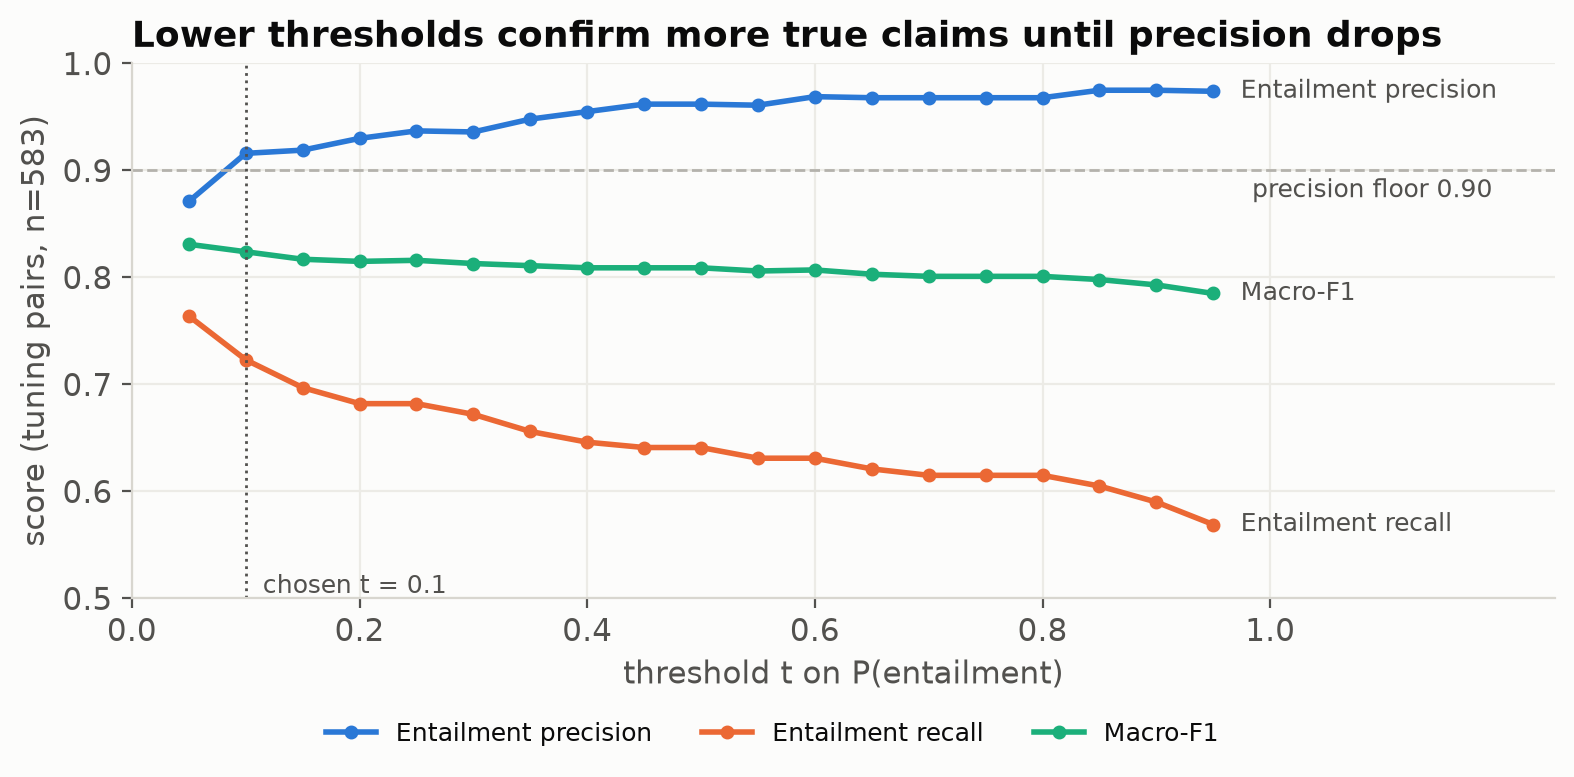 Lower thresholds confirm more true claims until precision drops
score (tuning pairs, n=583)
1.0
0.9
0.8
0.7
0.6
0.5
Entailment precision
precision floor 0.90
Macro-F1
Entailment recall
chosen t = 0.1
0.0 0.2 0.4 0.6 0.8 1.0
threshold t on P(entailment)
Entailment precision Entailment recall Macro-F1